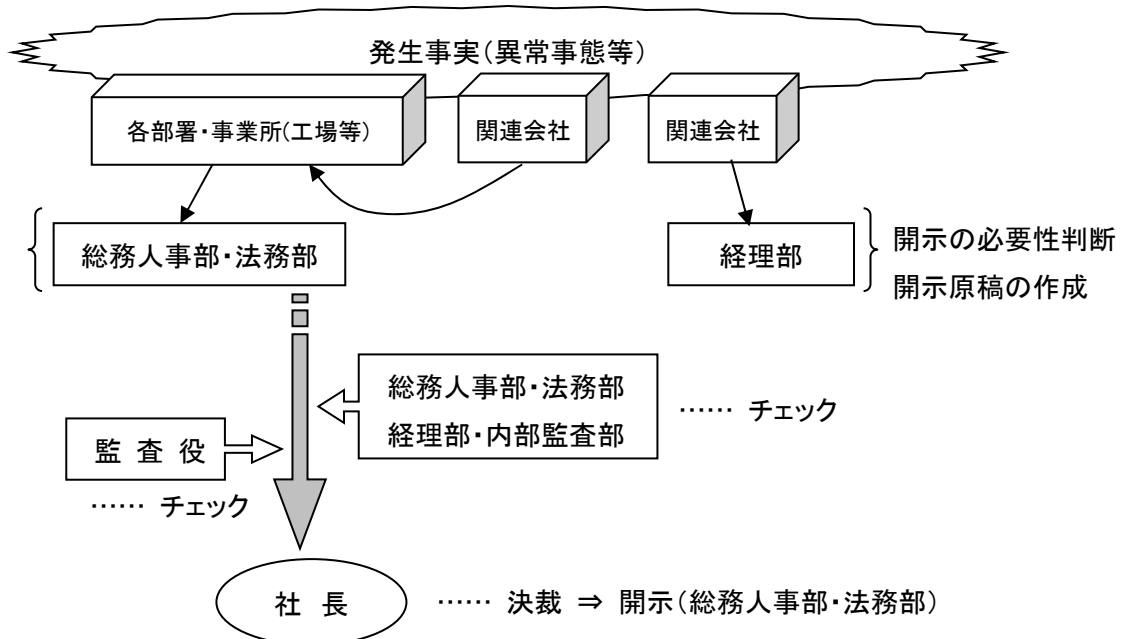 発生事実(異常事態等)
各部署・事業所(工場等)
関連会社
関連会社
総務人事部・法務部
経理部
開示の必要性判断
開示原稿の作成
総務人事部・法務部
経理部・内部監査部
…… チェック
監 査 役
…… チェック
社 長
…… 決裁 ⇒ 開示(総務人事部・法務部)